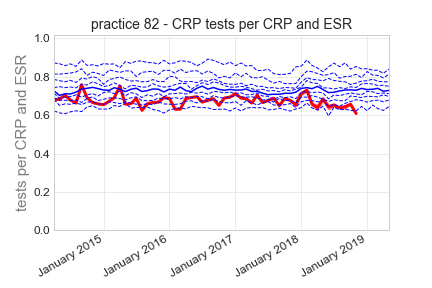 practice 82 - CRP tests per CRP and ESR
tests per CRP and ESR
1.0
0.8
0.6
0.4
0.2
0.0
January 2015
January 2016
January 2017
January 2018
January 2019